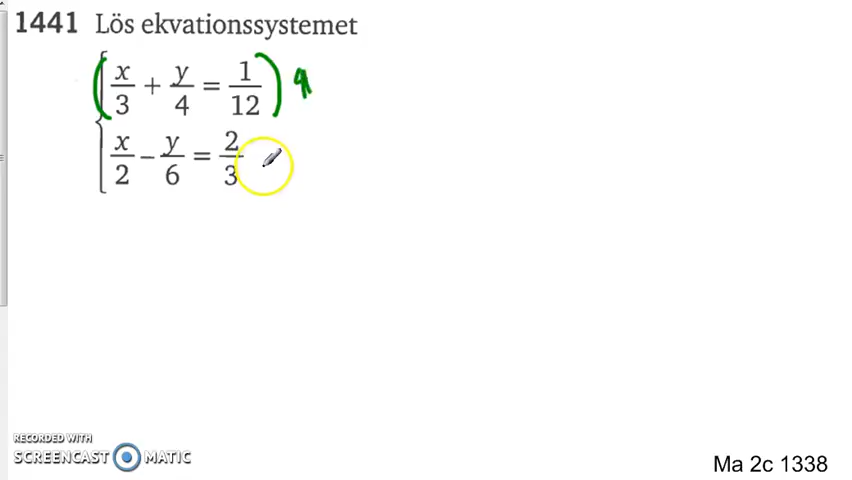 1441 Lös ekvationssystemet
(x/3 + y/4 = 1/12) 4
x/2 − y/6 = 2/3
RECORDED WITH
SCREENCAST MATIC
Ma 2c 1338